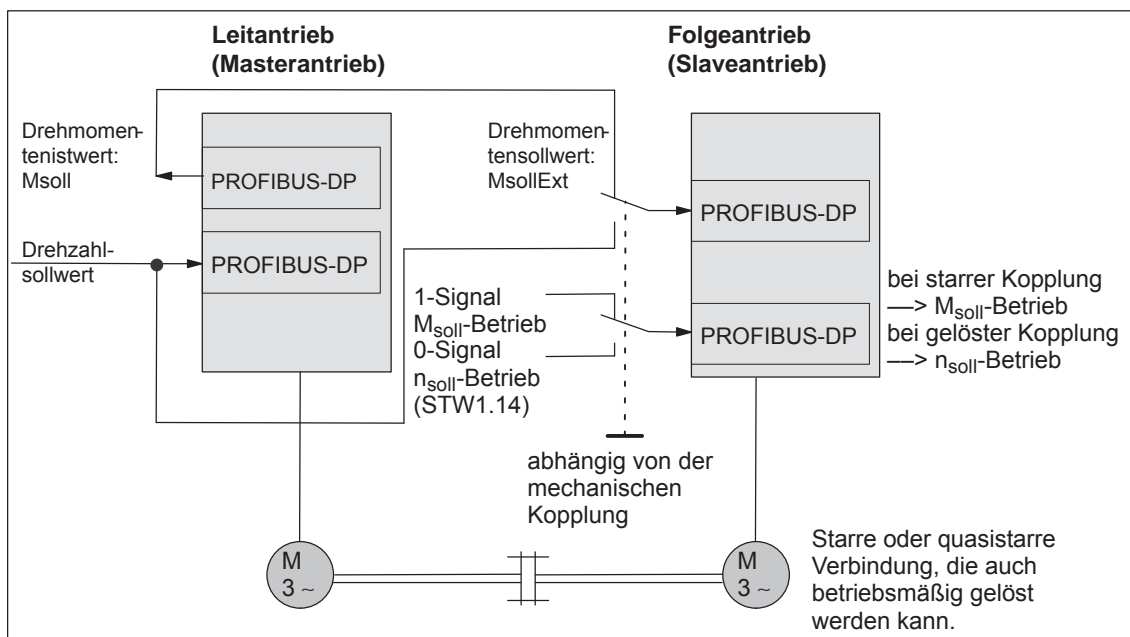 Leitantrieb
(Masterantrieb)
Folgeantrieb
(Slaveantrieb)
Drehmomen-
tenistwert:
Msoll
PROFIBUS-DP
Drehzahl-
sollwert
PROFIBUS-DP
Drehmomen-
tensollwert:
MsollExt
PROFIBUS-DP
1-Signal
Msoll-Betrieb
0-Signal
nsoll-Betrieb
(STW1.14)
PROFIBUS-DP
bei starrer Kopplung
—> Msoll-Betrieb
bei gelöster Kopplung
—> nsoll-Betrieb
abhängig von der
mechanischen
Kopplung
M
3 ~
M
3 ~
Starre oder quasistarre
Verbindung, die auch
betriebsmäßig gelöst
werden kann.